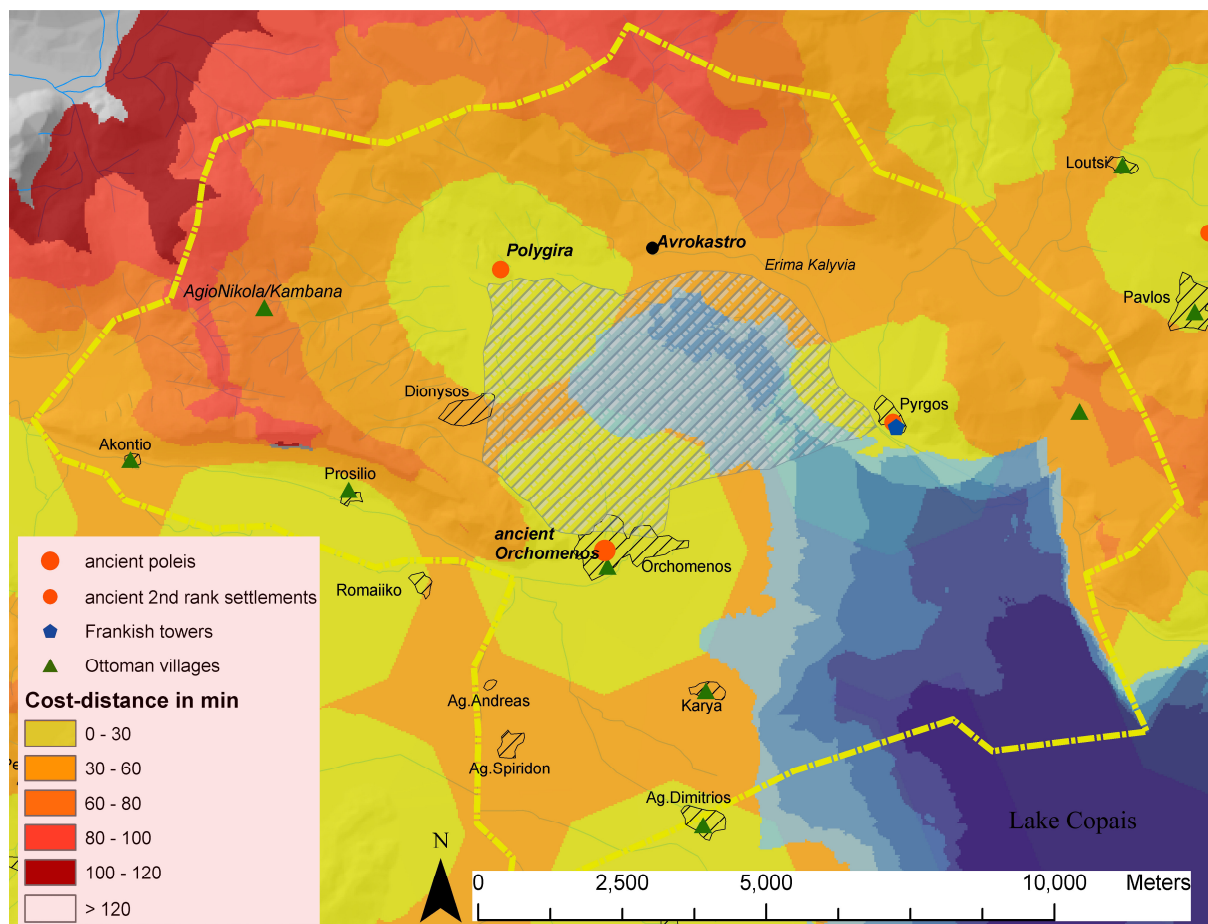 Loutsi
Polygira
Avrokastro
Erima Kalyvia
AgioNikola/Kambana
Pavlos
Dionysos
Pyrgos
Akontio
Prosilio
ancient
Orchomenos
Orchomenos
Romaiiko
Ag.Andreas
Karya
Ag.Spiridon
Ag.Dimitrios
Lake Copais
ancient poleis
ancient 2nd rank settlements
Frankish towers
Ottoman villages
Cost-distance in min
0 - 30
30 - 60
60 - 80
80 - 100
100 - 120
> 120
N
0 2,500 5,000 10,000 Meters